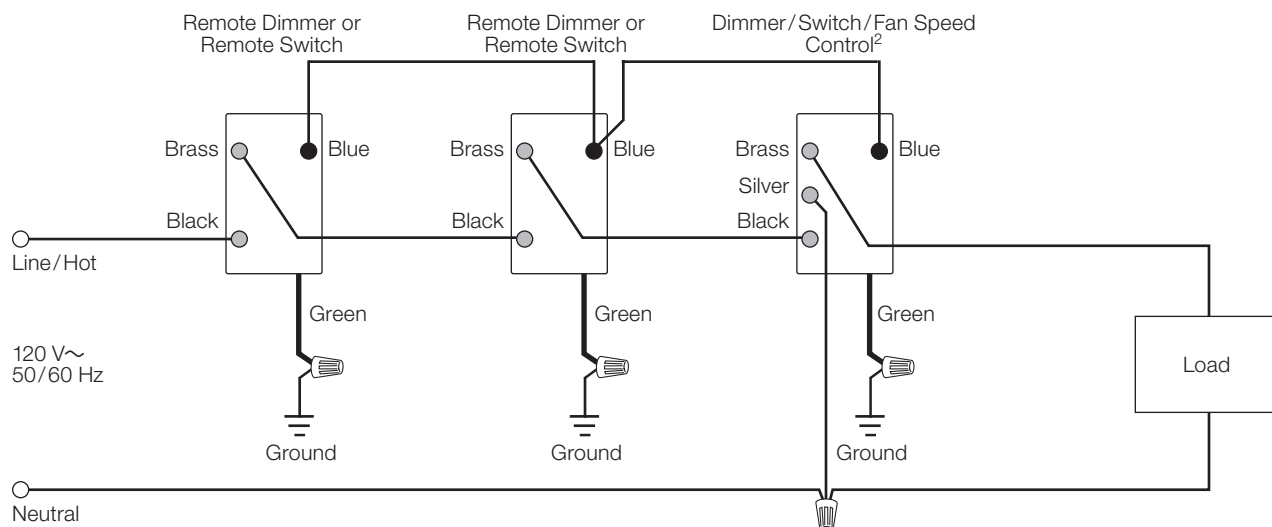 Remote Dimmer or
Remote Switch
Remote Dimmer or
Remote Switch
Dimmer/Switch/Fan Speed
Control2
Brass
Blue
Brass
Blue
Brass
Blue
Silver
Black
Black
Black
Line/Hot
Green
Green
Green
120 V~
50/60 Hz
Load
Ground
Ground
Ground
Neutral